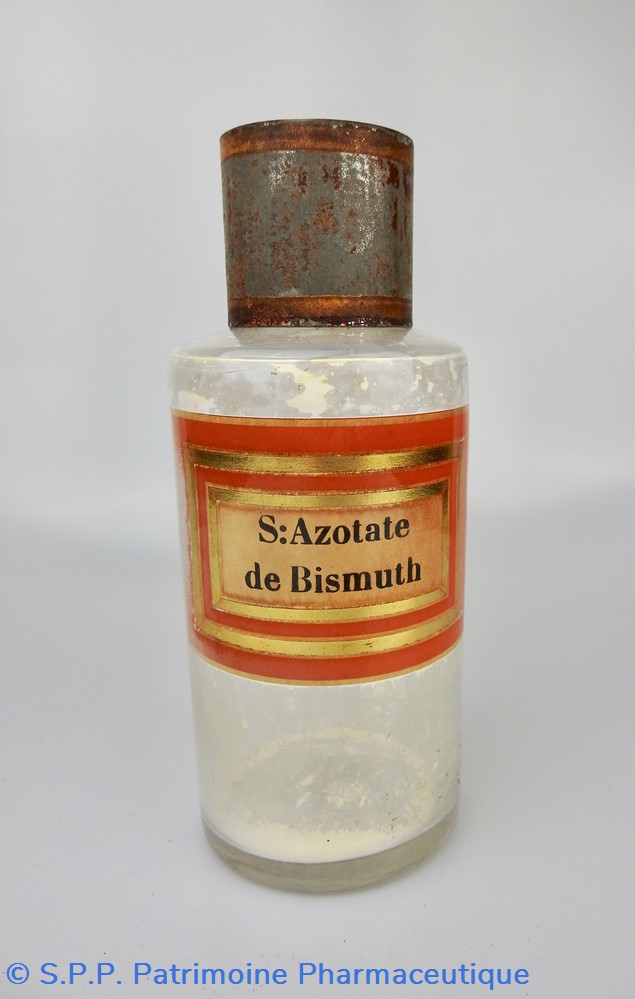 S:Azotate
de Bismuth
© S.P.P. Patrimoine Pharmaceutique